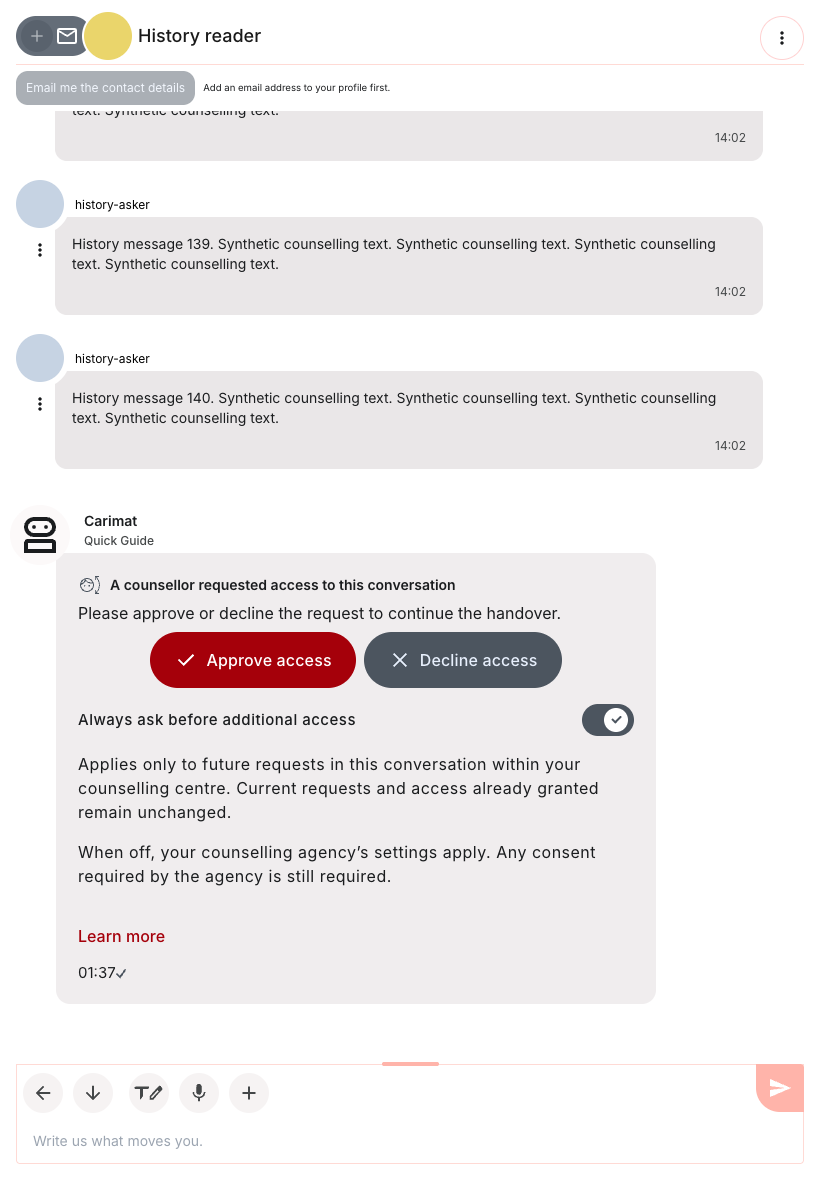 History reader
Email me the contact details
Add an email address to your profile first.
text. Synthetic counselling text.
14:02
history-asker
History message 139. Synthetic counselling text. Synthetic counselling text. Synthetic counselling
text. Synthetic counselling text.
14:02
history-asker
History message 140. Synthetic counselling text. Synthetic counselling text. Synthetic counselling
text. Synthetic counselling text.
14:02
Carimat
Quick Guide
A counsellor requested access to this conversation
Please approve or decline the request to continue the handover.
Approve access
Decline access
Always ask before additional access
Applies only to future requests in this conversation within your
counselling centre. Current requests and access already granted
remain unchanged.
When off, your counselling agency’s settings apply. Any consent
required by the agency is still required.
Learn more
01:37
Write us what moves you.